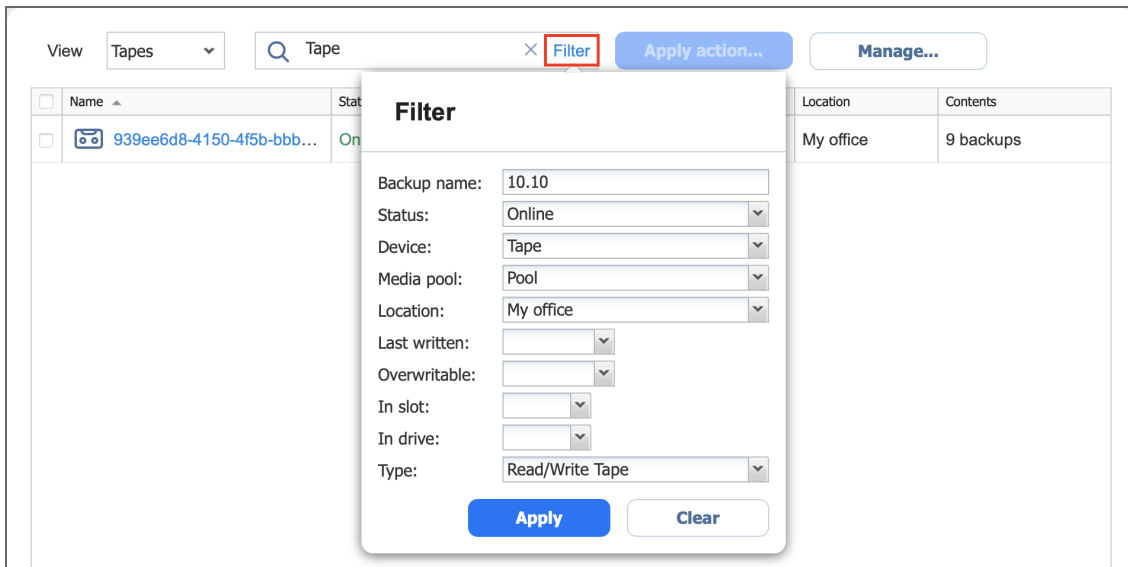 View Tapes Tape Filter Apply action... Manage...
Name Stat Location Contents
939ee6d8-4150-4f5b-bbb... On My office 9 backups
Filter
Backup name: 10.10
Status: Online
Device: Tape
Media pool: Pool
Location: My office
Last written:
Overwritable:
In slot:
In drive:
Type: Read/Write Tape
Apply Clear